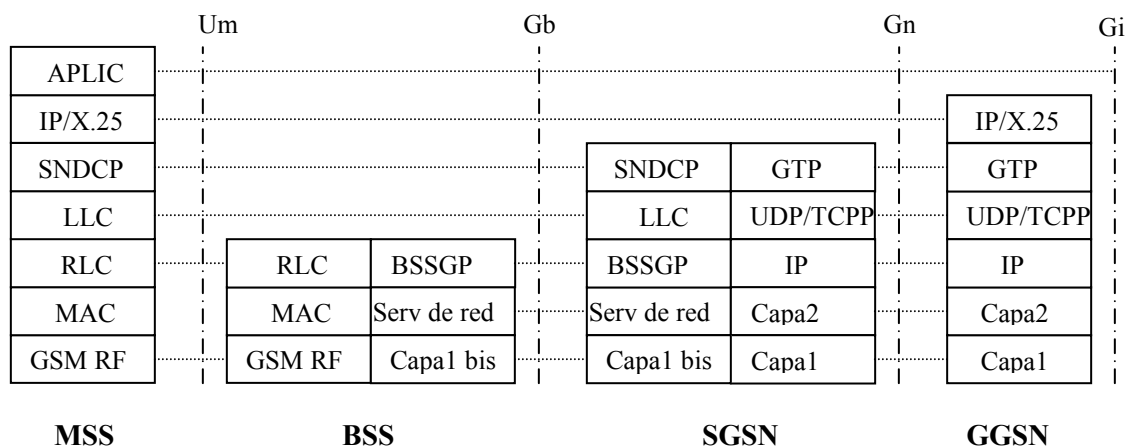 Um Gb Gn Gi
APLIC
IP/X.25 IP/X.25
SNDCP SNDCP GTP GTP
LLC LLC UDP/TCPP UDP/TCPP
RLC RLC BSSGP BSSGP IP IP
MAC MAC Serv de red Serv de red Capa2 Capa2
GSM RF GSM RF Capa1 bis Capa1 bis Capa1 Capa1
MSS BSS SGSN GGSN